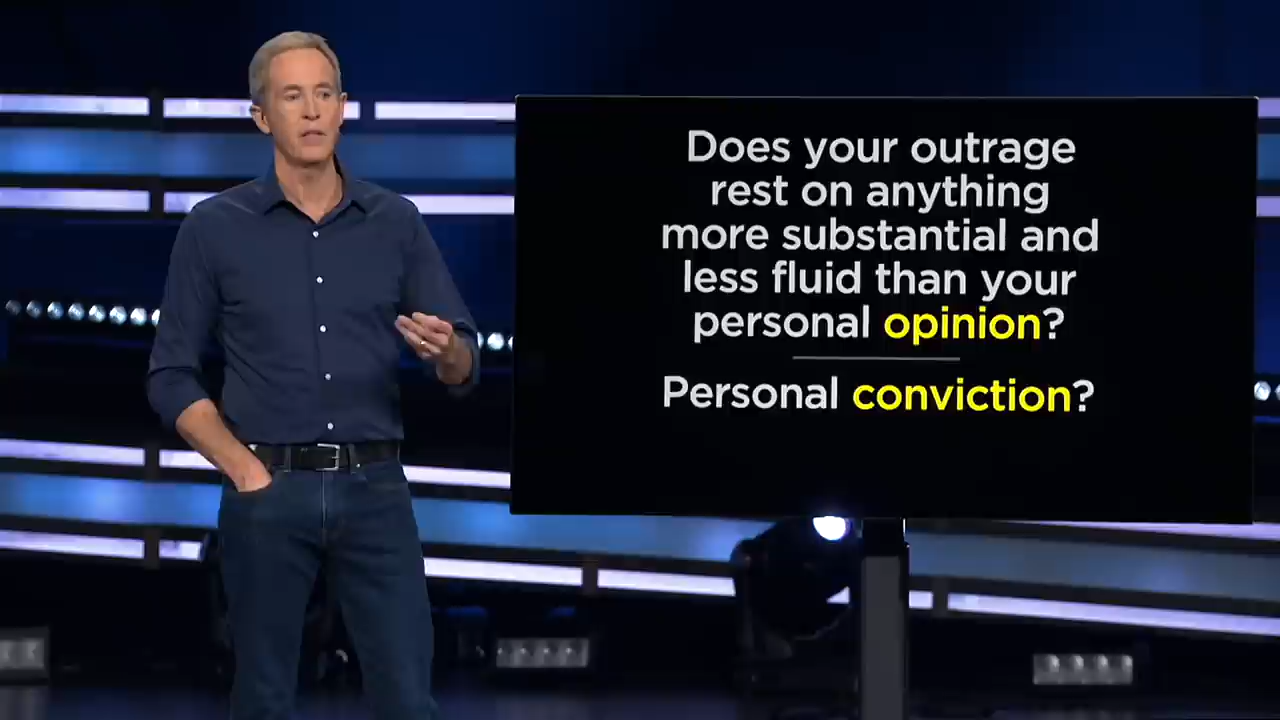 Does your outrage
rest on anything
more substantial and
less fluid than your
personal opinion?
Personal conviction?